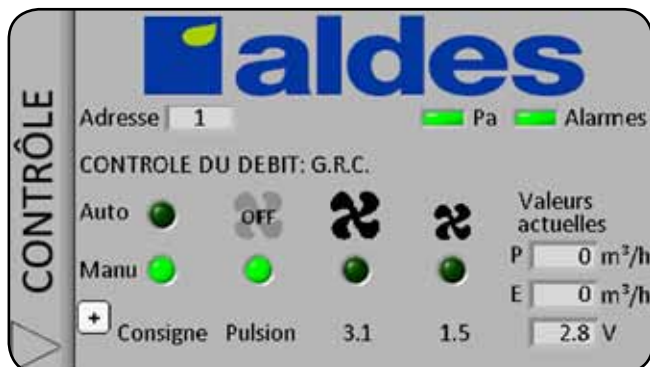 CONTRÔLE
aldes
Adresse 1 Pa Alarmes
CONTROLE DU DEBIT: G.R.C.
Auto OFF Valeurs
actuelles
Manu P 0 m³/h
E 0 m³/h
+ Consigne Pulsion 3.1 1.5 2.8 V